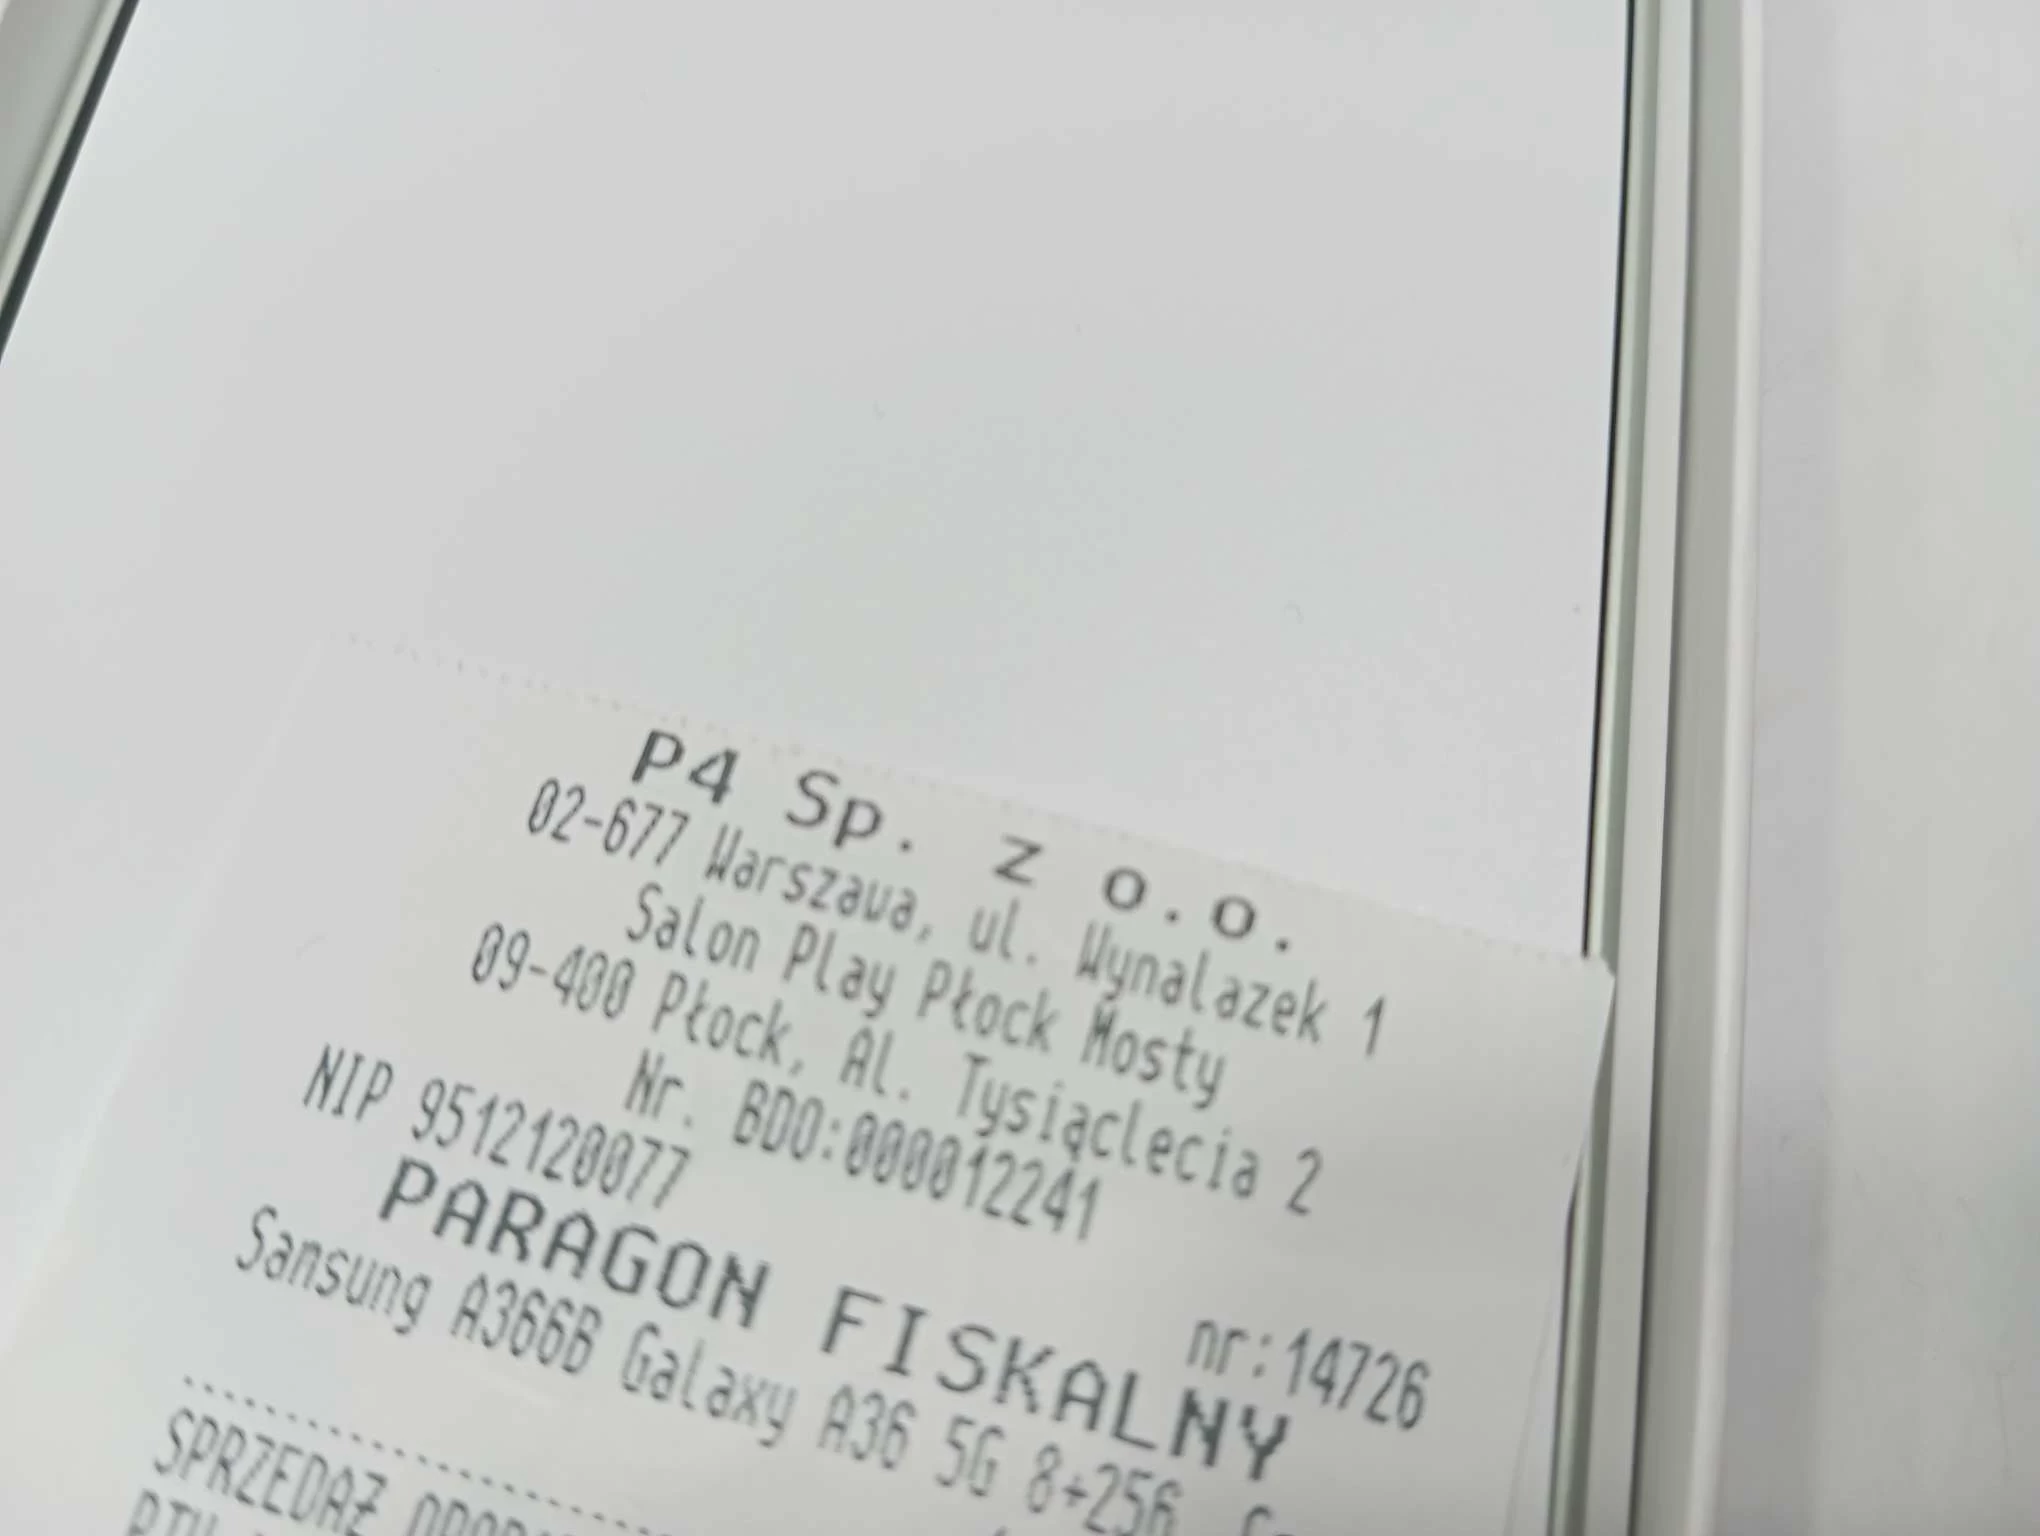 P4 Sp. z o.o.
02-677 Warszawa, ul. Wynalazek 1
Salon Play Płock Mosty
09-400 Płock, Al. Tysiąclecia 2
Nr. BDO:000012241
NIP 9512120077
nr:14726
PARAGON FISKALNY
Samsung A366B Galaxy A36 5G 8+256
SPRZEDAŻ